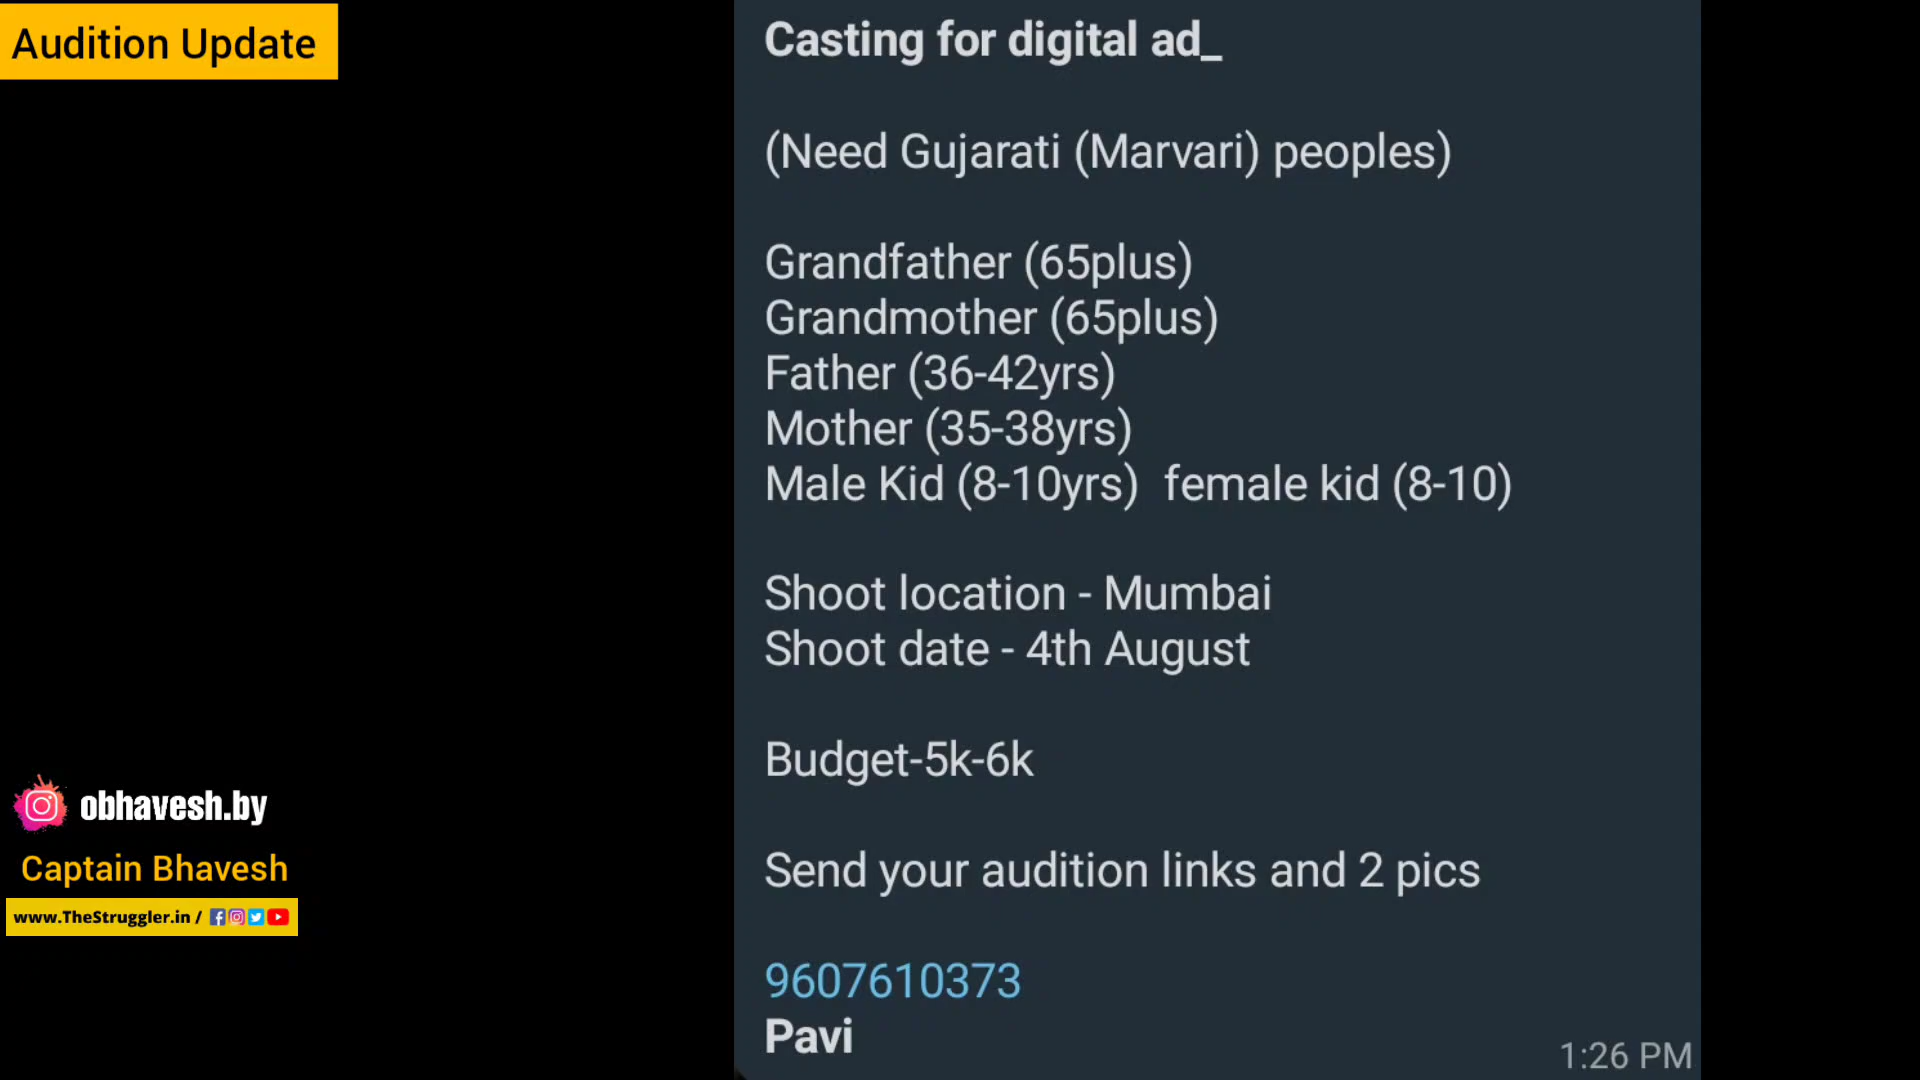 Audition Update
Casting for digital ad_
(Need Gujarati (Marvari) peoples)
Grandfather (65plus)
Grandmother (65plus)
Father (36-42yrs)
Mother (35-38yrs)
Male Kid (8-10yrs)  female kid (8-10)
Shoot location - Mumbai
Shoot date - 4th August
Budget-5k-6k
Send your audition links and 2 pics
9607610373
Pavi
1:26 PM
obhavesh.by
Captain Bhavesh
www.TheStruggler.in /